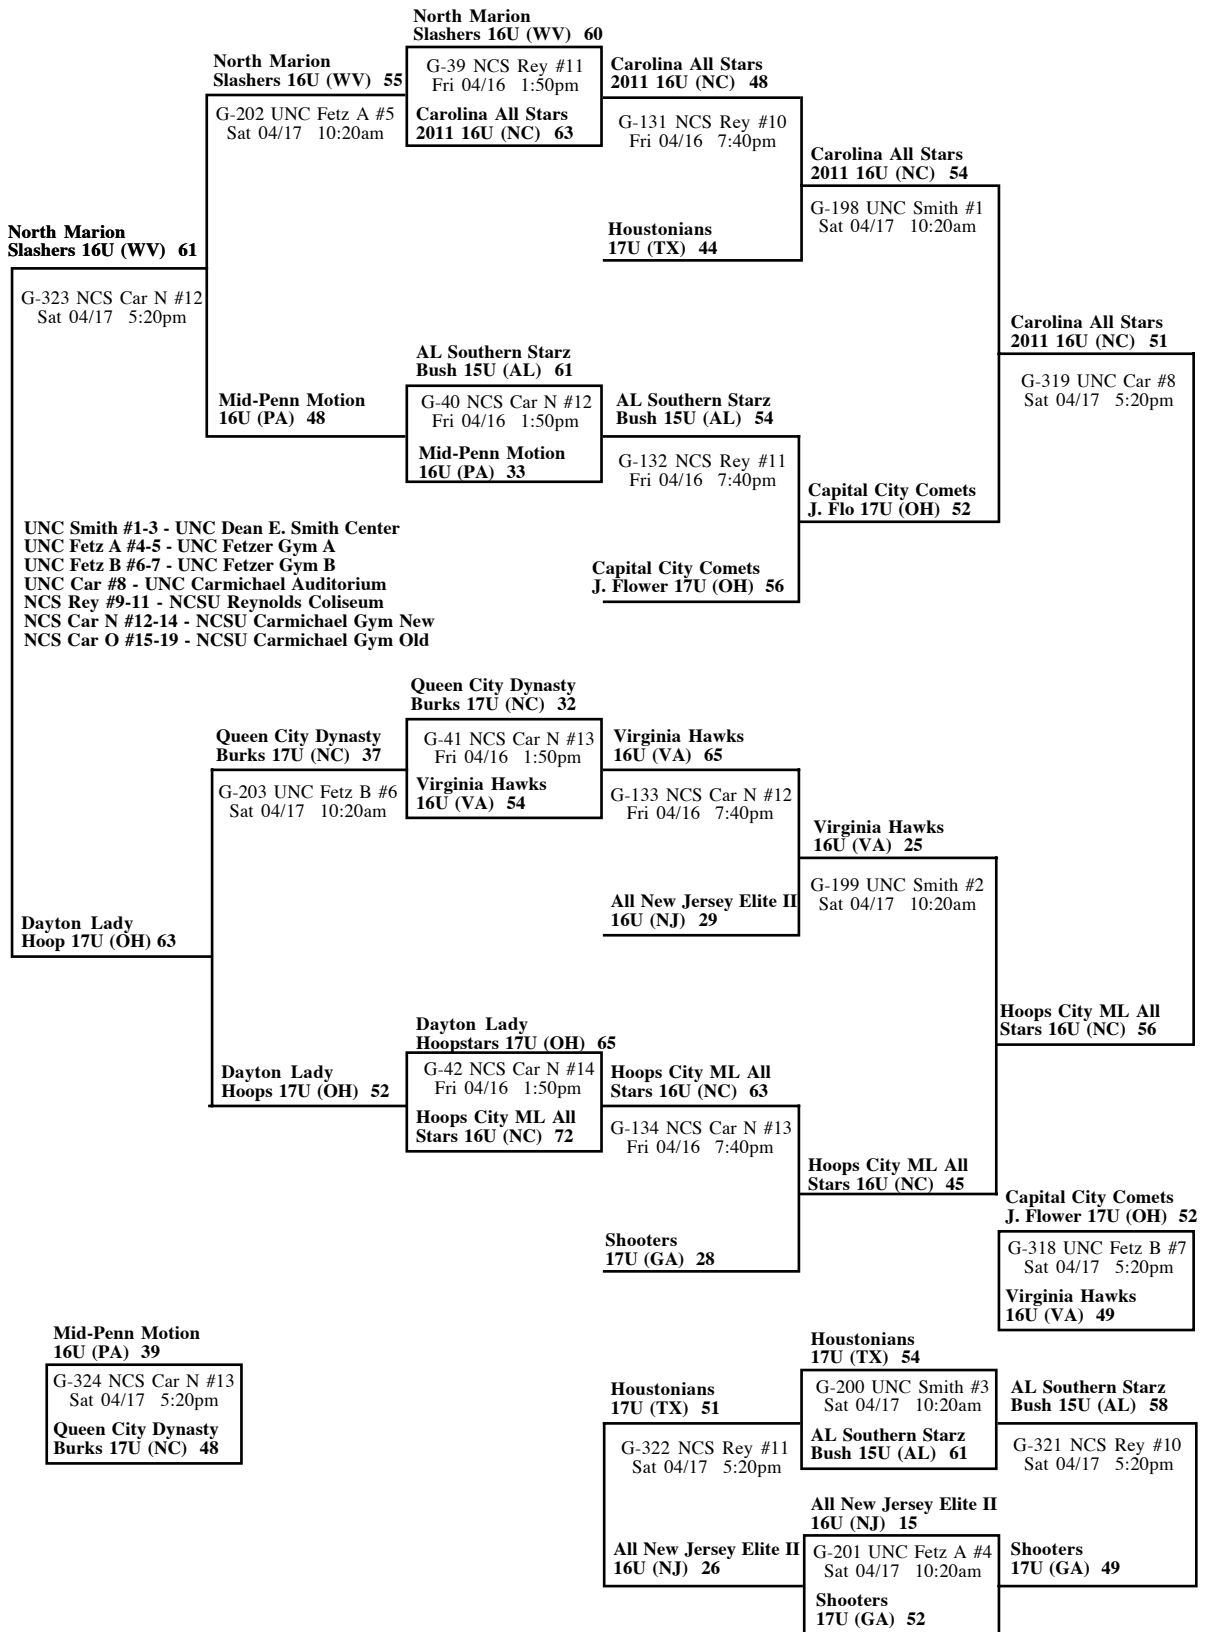 North Marion
Slashers 16U (WV) 60
G-39 NCS Rey #11
Fri 04/16 1:50pm
Carolina All Stars
2011 16U (NC) 63
North Marion
Slashers 16U (WV) 55
G-202 UNC Fetz A #5
Sat 04/17 10:20am
Carolina All Stars
2011 16U (NC) 48
G-131 NCS Rey #10
Fri 04/16 7:40pm
Houstonians
17U (TX) 44
Carolina All Stars
2011 16U (NC) 54
G-198 UNC Smith #1
Sat 04/17 10:20am
North Marion
Slashers 16U (WV) 61
G-323 NCS Car N #12
Sat 04/17 5:20pm
Carolina All Stars
2011 16U (NC) 51
G-319 UNC Car #8
Sat 04/17 5:20pm
AL Southern Starz
Bush 15U (AL) 61
G-40 NCS Car N #12
Fri 04/16 1:50pm
Mid-Penn Motion
16U (PA) 33
Mid-Penn Motion
16U (PA) 48
AL Southern Starz
Bush 15U (AL) 54
G-132 NCS Rey #11
Fri 04/16 7:40pm
Capital City Comets
J. Flower 17U (OH) 56
Capital City Comets
J. Flo 17U (OH) 52
UNC Smith #1-3 - UNC Dean E. Smith Center
UNC Fetz A #4-5 - UNC Fetzer Gym A
UNC Fetz B #6-7 - UNC Fetzer Gym B
UNC Car #8 - UNC Carmichael Auditorium
NCS Rey #9-11 - NCSU Reynolds Coliseum
NCS Car N #12-14 - NCSU Carmichael Gym New
NCS Car O #15-19 - NCSU Carmichael Gym Old
Queen City Dynasty
Burks 17U (NC) 32
G-41 NCS Car N #13
Fri 04/16 1:50pm
Virginia Hawks
16U (VA) 54
Queen City Dynasty
Burks 17U (NC) 37
G-203 UNC Fetz B #6
Sat 04/17 10:20am
Virginia Hawks
16U (VA) 65
G-133 NCS Car N #12
Fri 04/16 7:40pm
All New Jersey Elite II
16U (NJ) 29
Virginia Hawks
16U (VA) 25
G-199 UNC Smith #2
Sat 04/17 10:20am
Dayton Lady
Hoop 17U (OH) 63
Hoops City ML All
Stars 16U (NC) 56
Dayton Lady
Hoopstars 17U (OH) 65
G-42 NCS Car N #14
Fri 04/16 1:50pm
Hoops City ML All
Stars 16U (NC) 72
Dayton Lady
Hoops 17U (OH) 52
Hoops City ML All
Stars 16U (NC) 63
G-134 NCS Car N #13
Fri 04/16 7:40pm
Shooters
17U (GA) 28
Hoops City ML All
Stars 16U (NC) 45
Capital City Comets
J. Flower 17U (OH) 52
G-318 UNC Fetz B #7
Sat 04/17 5:20pm
Virginia Hawks
16U (VA) 49
Mid-Penn Motion
16U (PA) 39
G-324 NCS Car N #13
Sat 04/17 5:20pm
Queen City Dynasty
Burks 17U (NC) 48
Houstonians
17U (TX) 54
G-200 UNC Smith #3
Sat 04/17 10:20am
AL Southern Starz
Bush 15U (AL) 61
Houstonians
17U (TX) 51
G-322 NCS Rey #11
Sat 04/17 5:20pm
All New Jersey Elite II
16U (NJ) 26
AL Southern Starz
Bush 15U (AL) 58
G-321 NCS Rey #10
Sat 04/17 5:20pm
All New Jersey Elite II
16U (NJ) 15
G-201 UNC Fetz A #4
Sat 04/17 10:20am
Shooters
17U (GA) 52
Shooters
17U (GA) 49